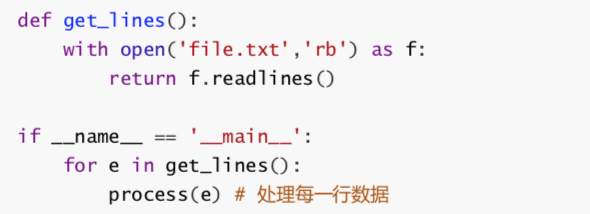 def get_lines():
    with open('file.txt','rb') as f:
        return f.readlines()

if __name__ == '__main__':
    for e in get_lines():
        process(e) # 处理每一行数据